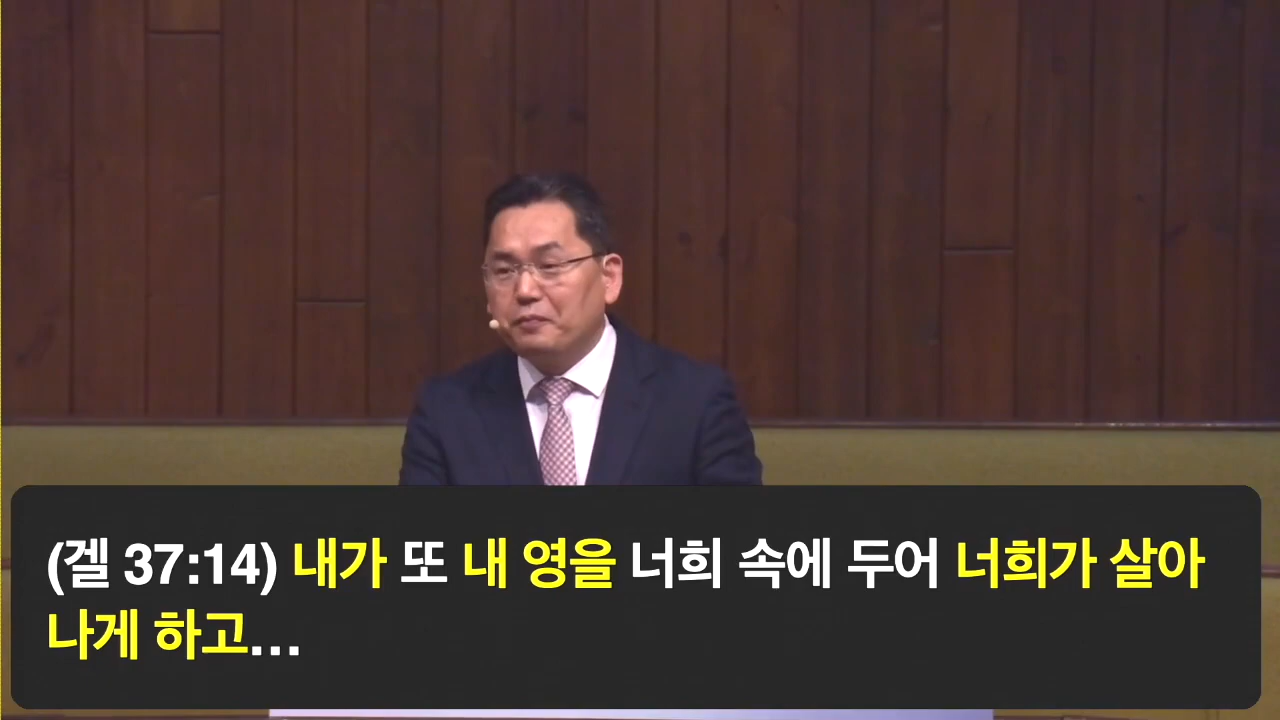 (겔 37:14) 내가 또 내 영을 너희 속에 두어 너희가 살아
나게 하고…